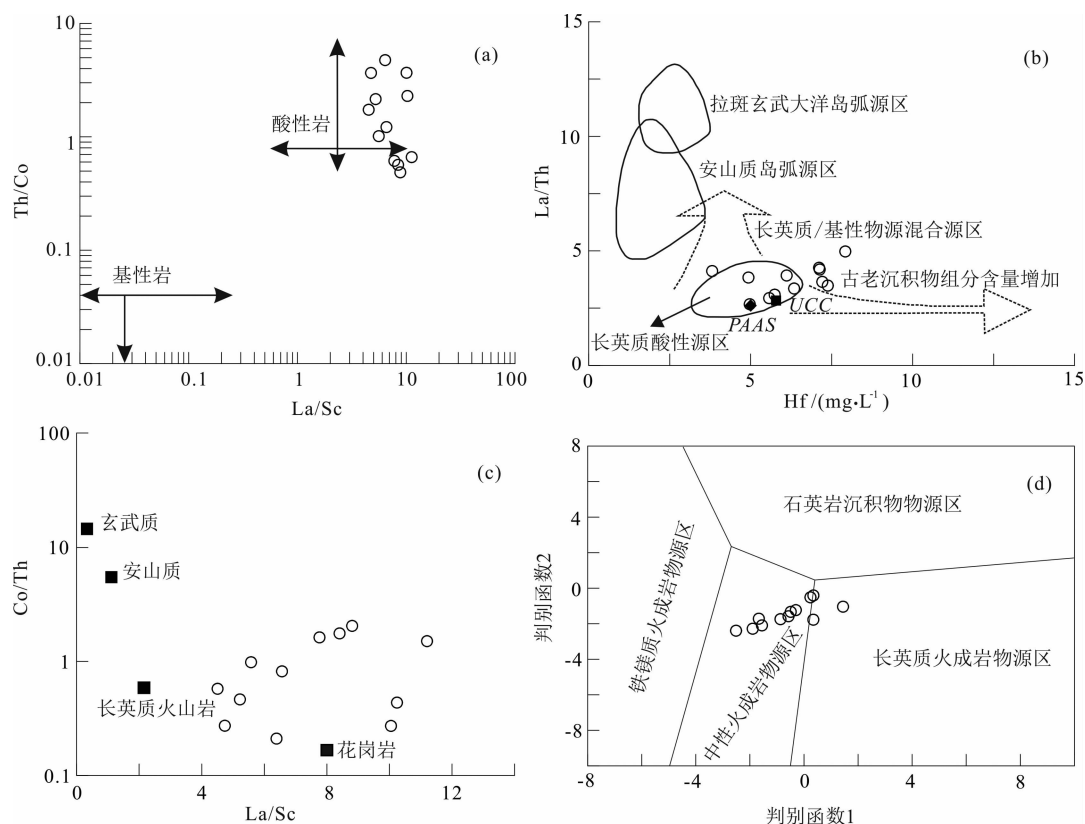 (a)
10
1
0.1
0.01
Th/Co
酸性岩
基性岩
0.01
0.1
1
10
100
La/Sc
(b)
15
10
5
0
La/Th
拉斑玄武大洋岛弧源区
安山质岛弧源区
长英质/基性物源混合源区
古老沉积物组分含量增加
UCC
PAAS
长英质酸性源区
0
5
10
15
Hf/(mg·L⁻¹)
(c)
100
10
1
0.1
Co/Th
玄武质
安山质
长英质火山岩
花岗岩
0
4
8
12
La/Sc
(d)
8
4
0
-4
-8
判别函数2
石英岩沉积物物源区
铁镁质火成岩物源区
中性火成岩物源区
长英质火成岩物源区
-8
-4
0
4
8
判别函数1